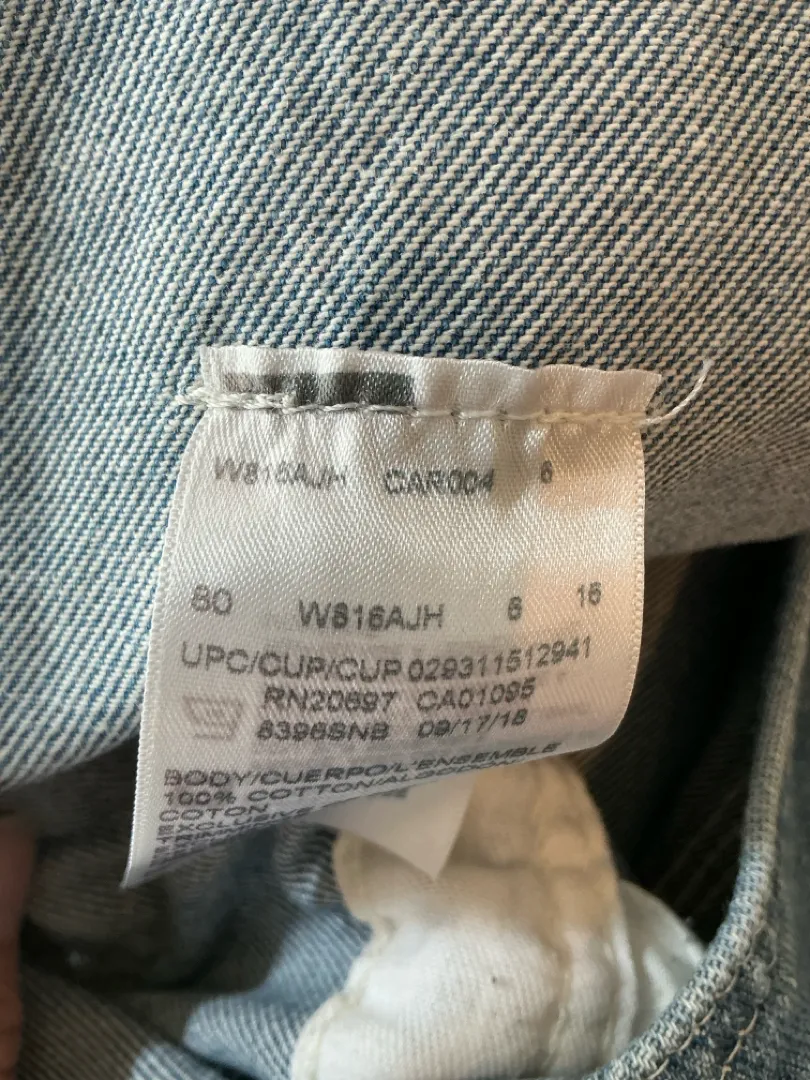 W816AJH CAR004 6
80 W816AJH 6 16
UPC/CUP/CUP 029311512941
RN20697 CA01095
8396SNB 09/17/18
BODY/CUERPO/L'ENSEMBLE
100% COTTON/ALGODON/
COTON